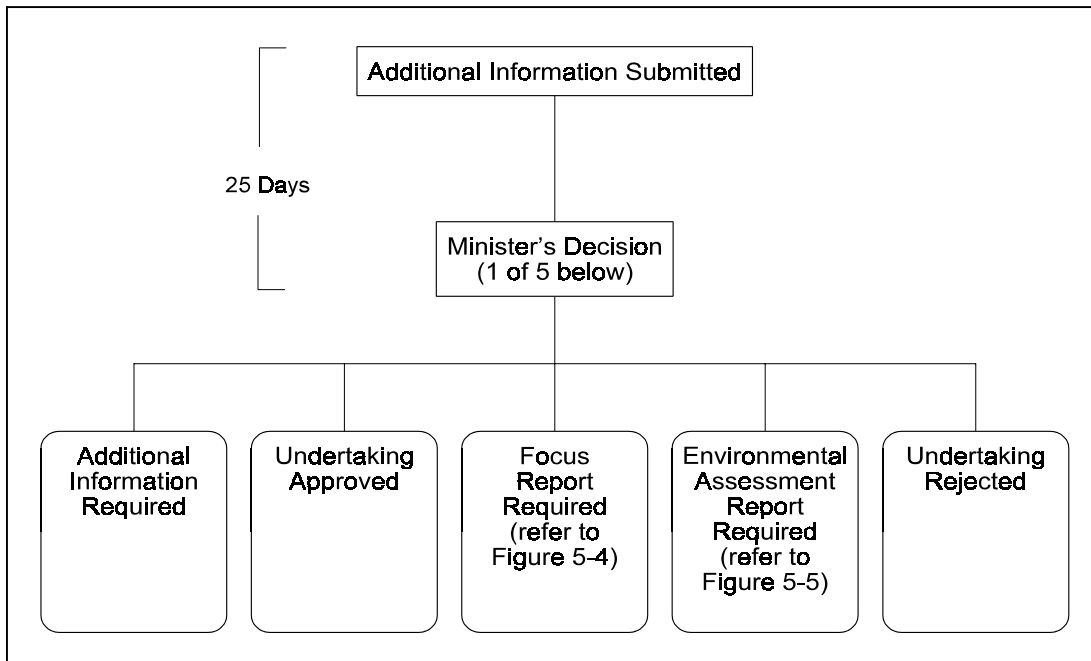 Additional Information Submitted
25 Days
Minister's Decision
(1 of 5 below)
Additional
Information
Required
Undertaking
Approved
Focus
Report
Required
(refer to
Figure 5-4)
Environmental
Assessment
Report
Required
(refer to
Figure 5-5)
Undertaking
Rejected